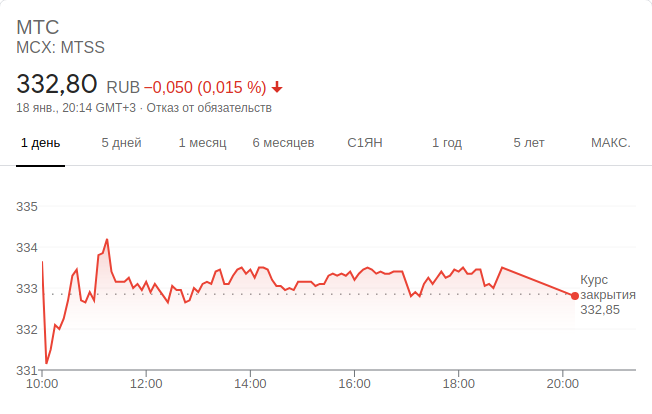 МТС
MCX: MTSS
332,80 RUB −0,050 (0,015 %)
18 янв., 20:14 GMT+3 · Отказ от обязательств
1 день 5 дней 1 месяц 6 месяцев С1ЯН 1 год 5 лет МАКС.
335
334
333
332
331
Курс
закрытия
332,85
10:00 12:00 14:00 16:00 18:00 20:00